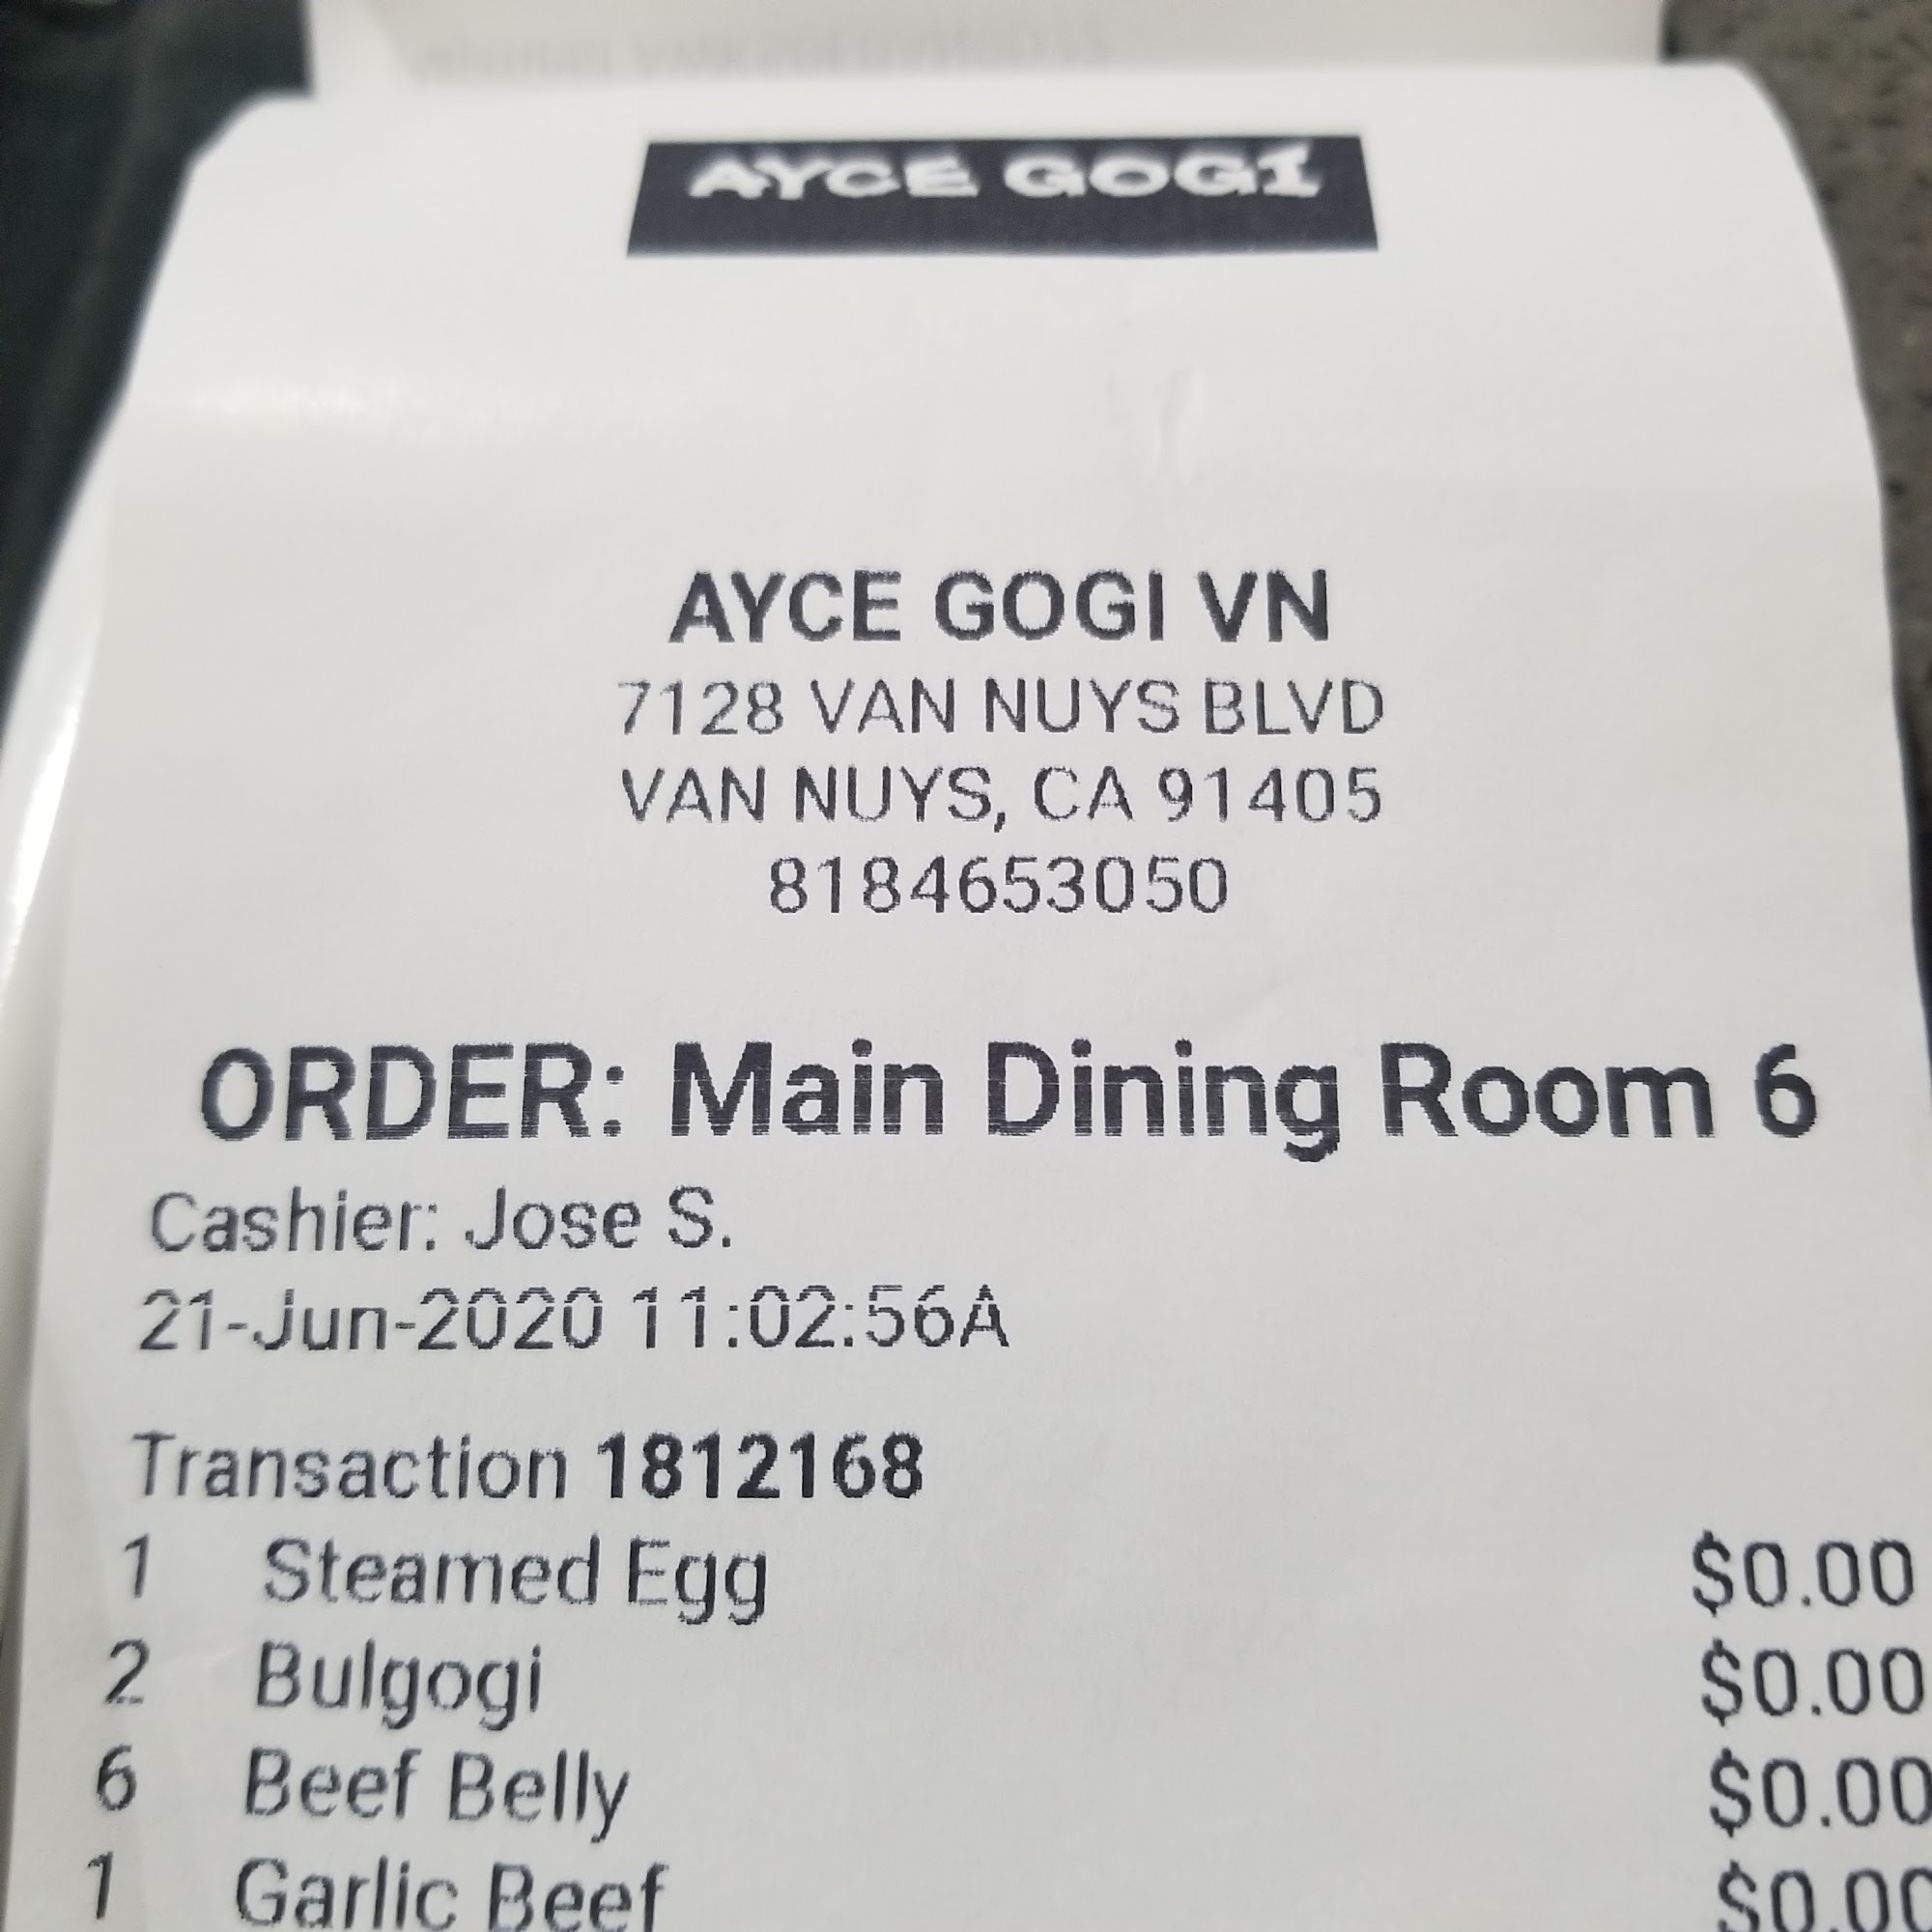 AYCE GOGI
AYCE GOGI VN
7128 VAN NUYS BLVD
VAN NUYS, CA 91405
8184653050
ORDER: Main Dining Room 6
Cashier: Jose S.
21-Jun-2020 11:02:56A
Transaction 1812168
1 Steamed Egg $0.00
2 Bulgogi $0.00
6 Beef Belly $0.00
1 Garlic Beef $0.00